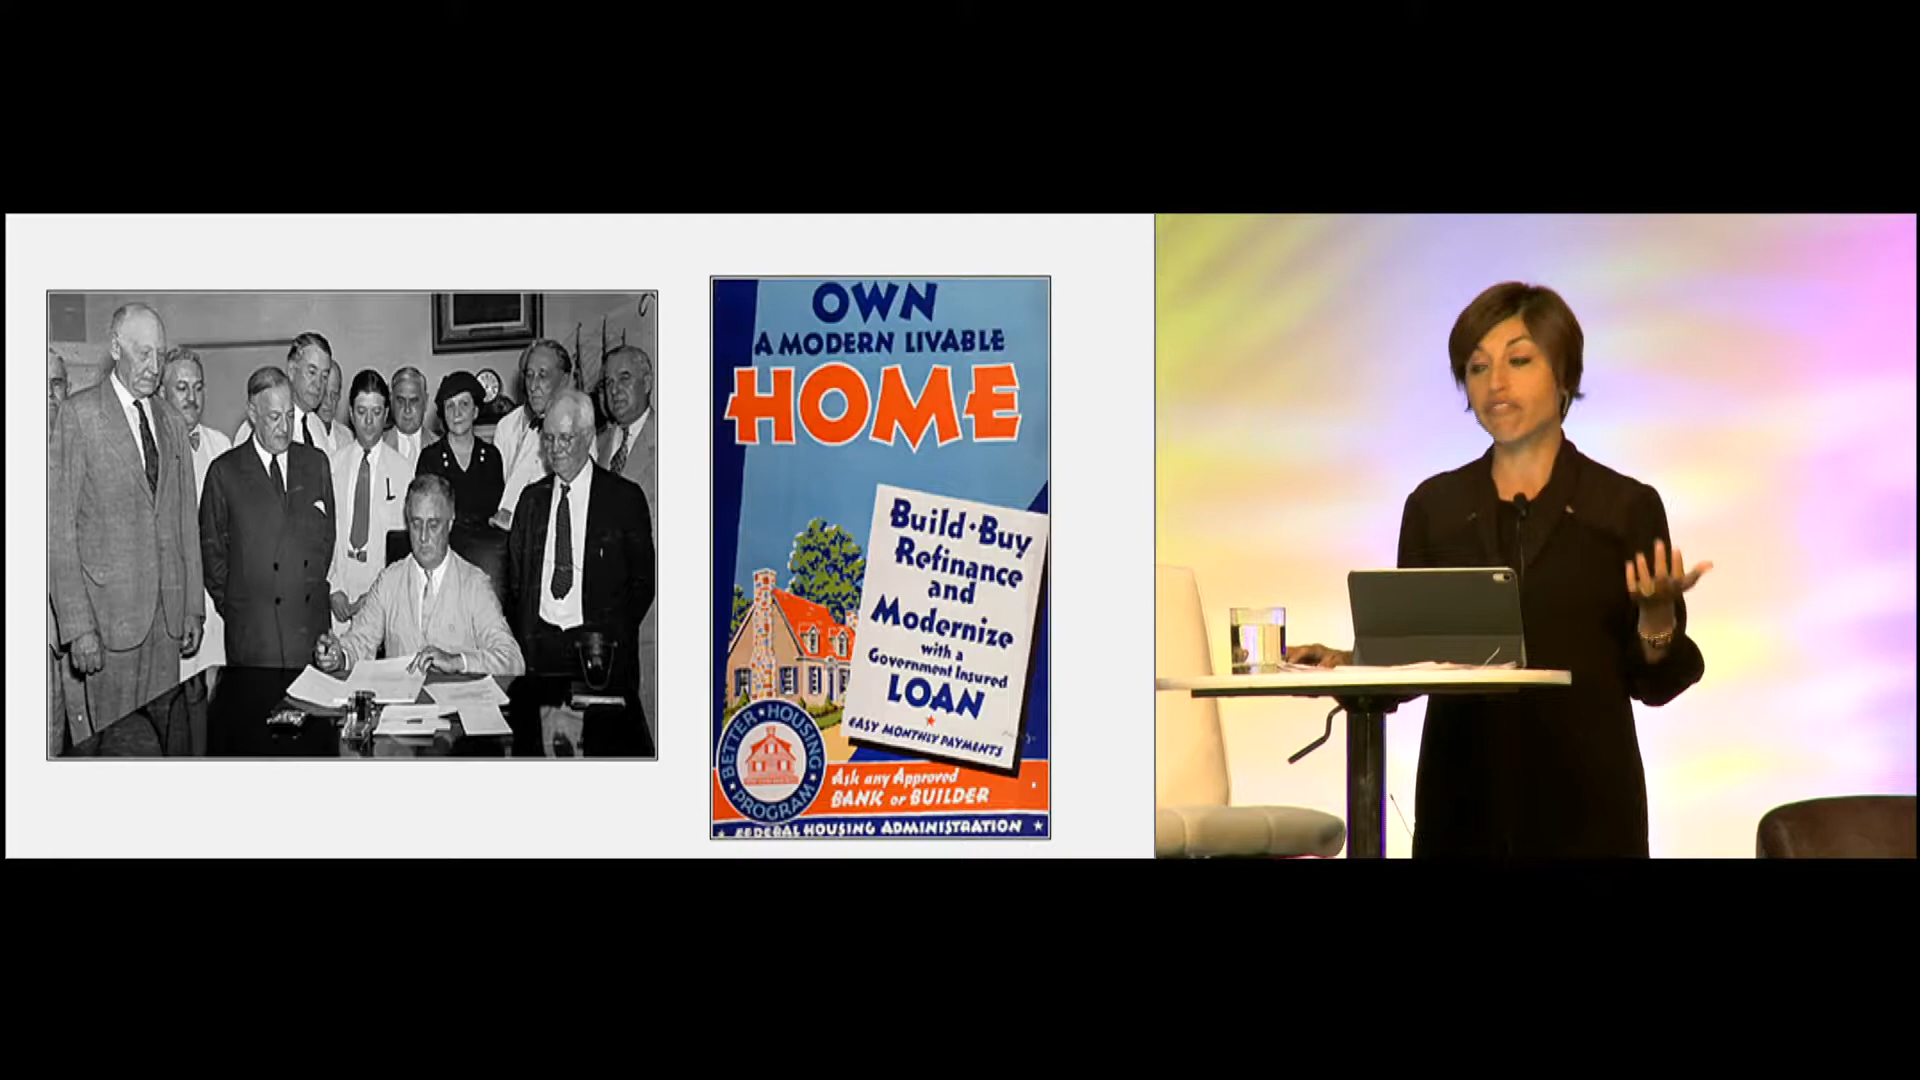 OWN
A MODERN LIVABLE
HOME
Build·Buy
Refinance
and
Modernize
with a
Government Insured
LOAN
EASY MONTHLY PAYMENTS
BETTER·HOUSING
PROGRAM
Ask any Approved
BANK or BUILDER
FEDERAL HOUSING ADMINISTRATION